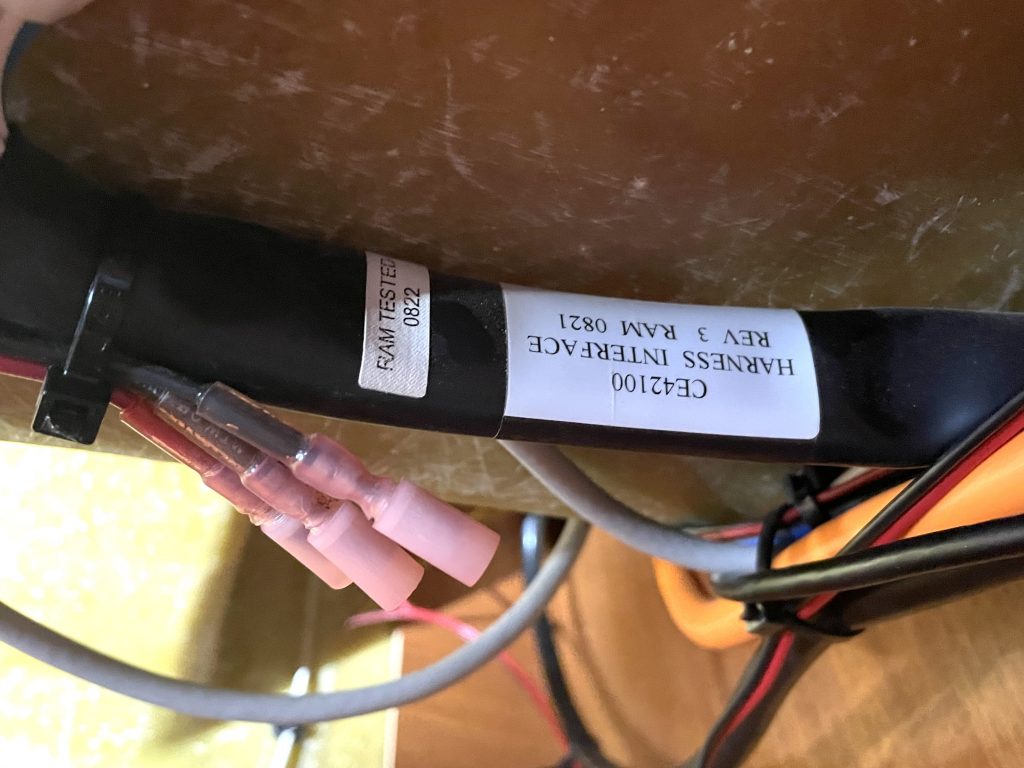 RAM TESTED
0822
CE42100
HARNESS INTERFACE
REV 3 RAM 0821